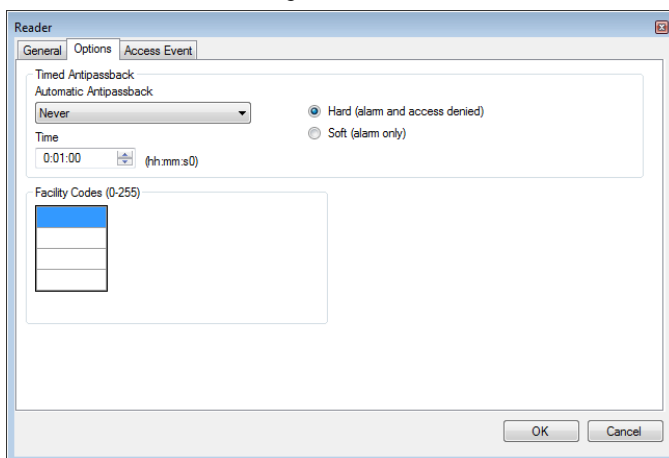 Reader
General Options Access Event
Timed Antipassback
Automatic Antipassback
Never
Hard (alarm and access denied)
Soft (alarm only)
Time
0:01:00 (hh:mm:s0)
Facility Codes (0-255)
OK Cancel